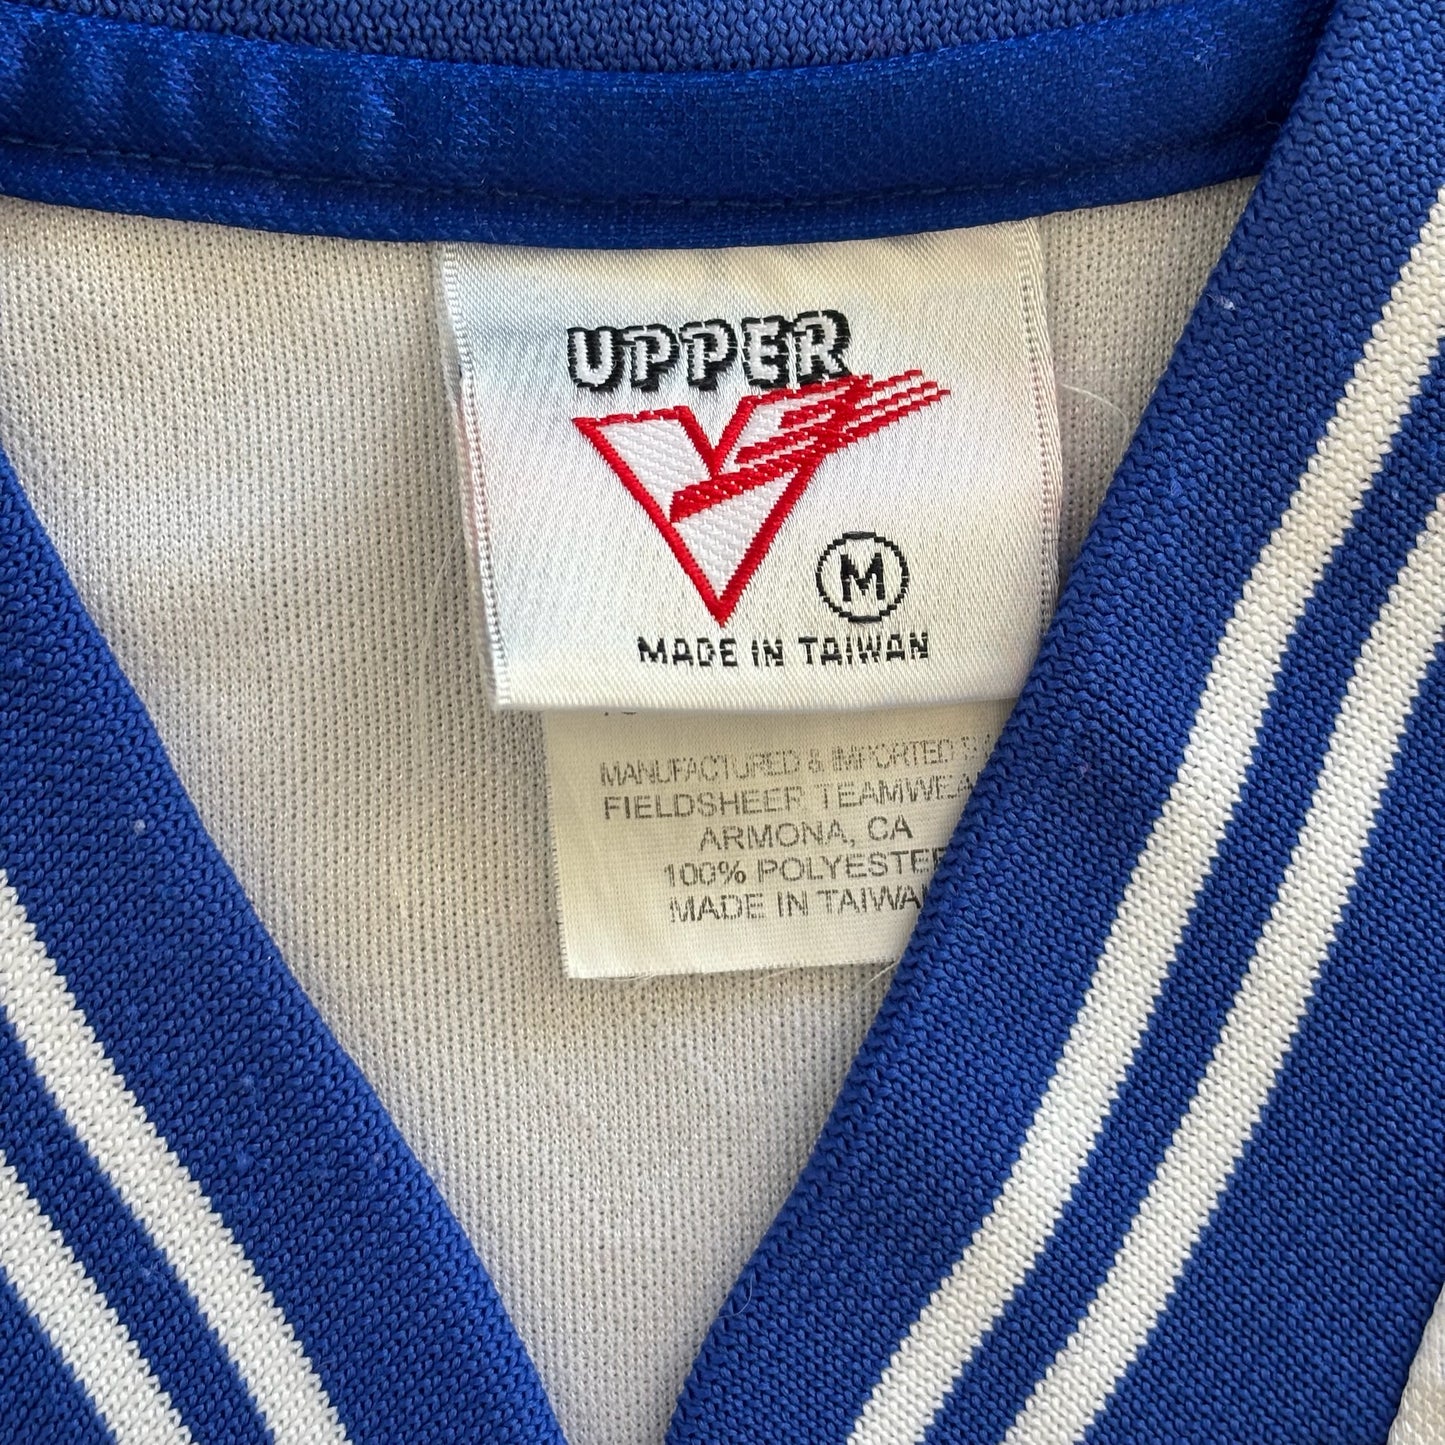 UPPER
V
M
MADE IN TAIWAN
MANUFACTURED & IMPORTED
FIELDSHEER TEAMWEA
ARMONA, CA
100% POLYESTER
MADE IN TAIWA